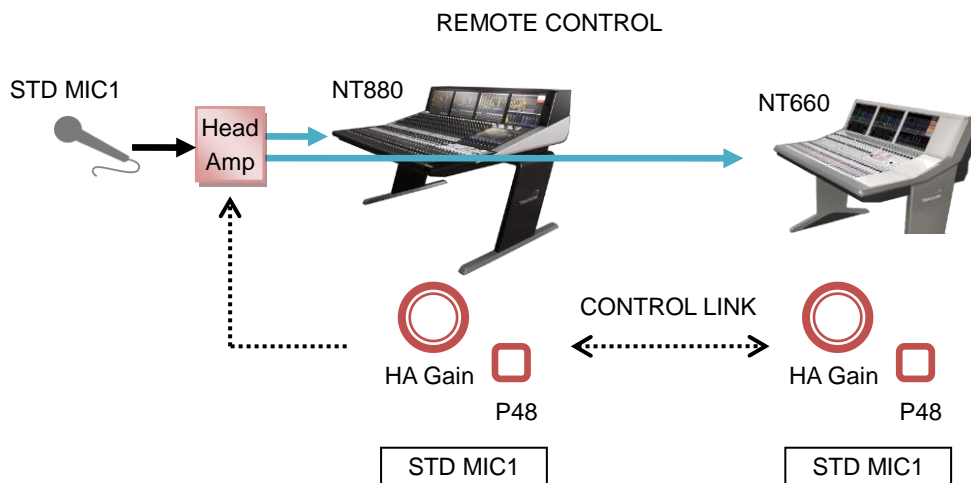 REMOTE CONTROL
STD MIC1
NT880
NT660
Head
Amp
CONTROL LINK
HA Gain
HA Gain
P48
P48
STD MIC1
STD MIC1